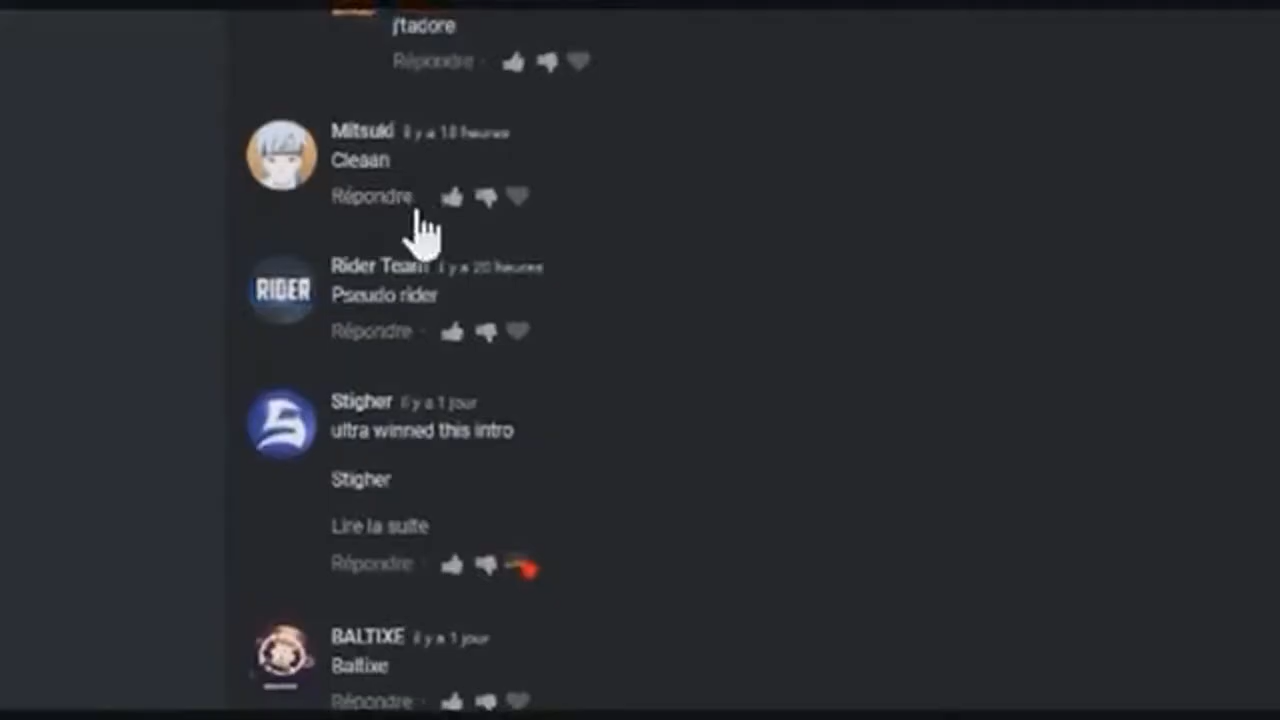 j'tadore
Répondre
Mitsuki il y a 18 heures
Cleaan
Répondre
Rider Team il y a 20 heures
RIDER
Pseudo rider
Répondre
Stigher il y a 1 jour
ultra winned this intro
Stigher
Lire la suite
Répondre
BALTIXE il y a 1 jour
Baltixe
Répondre